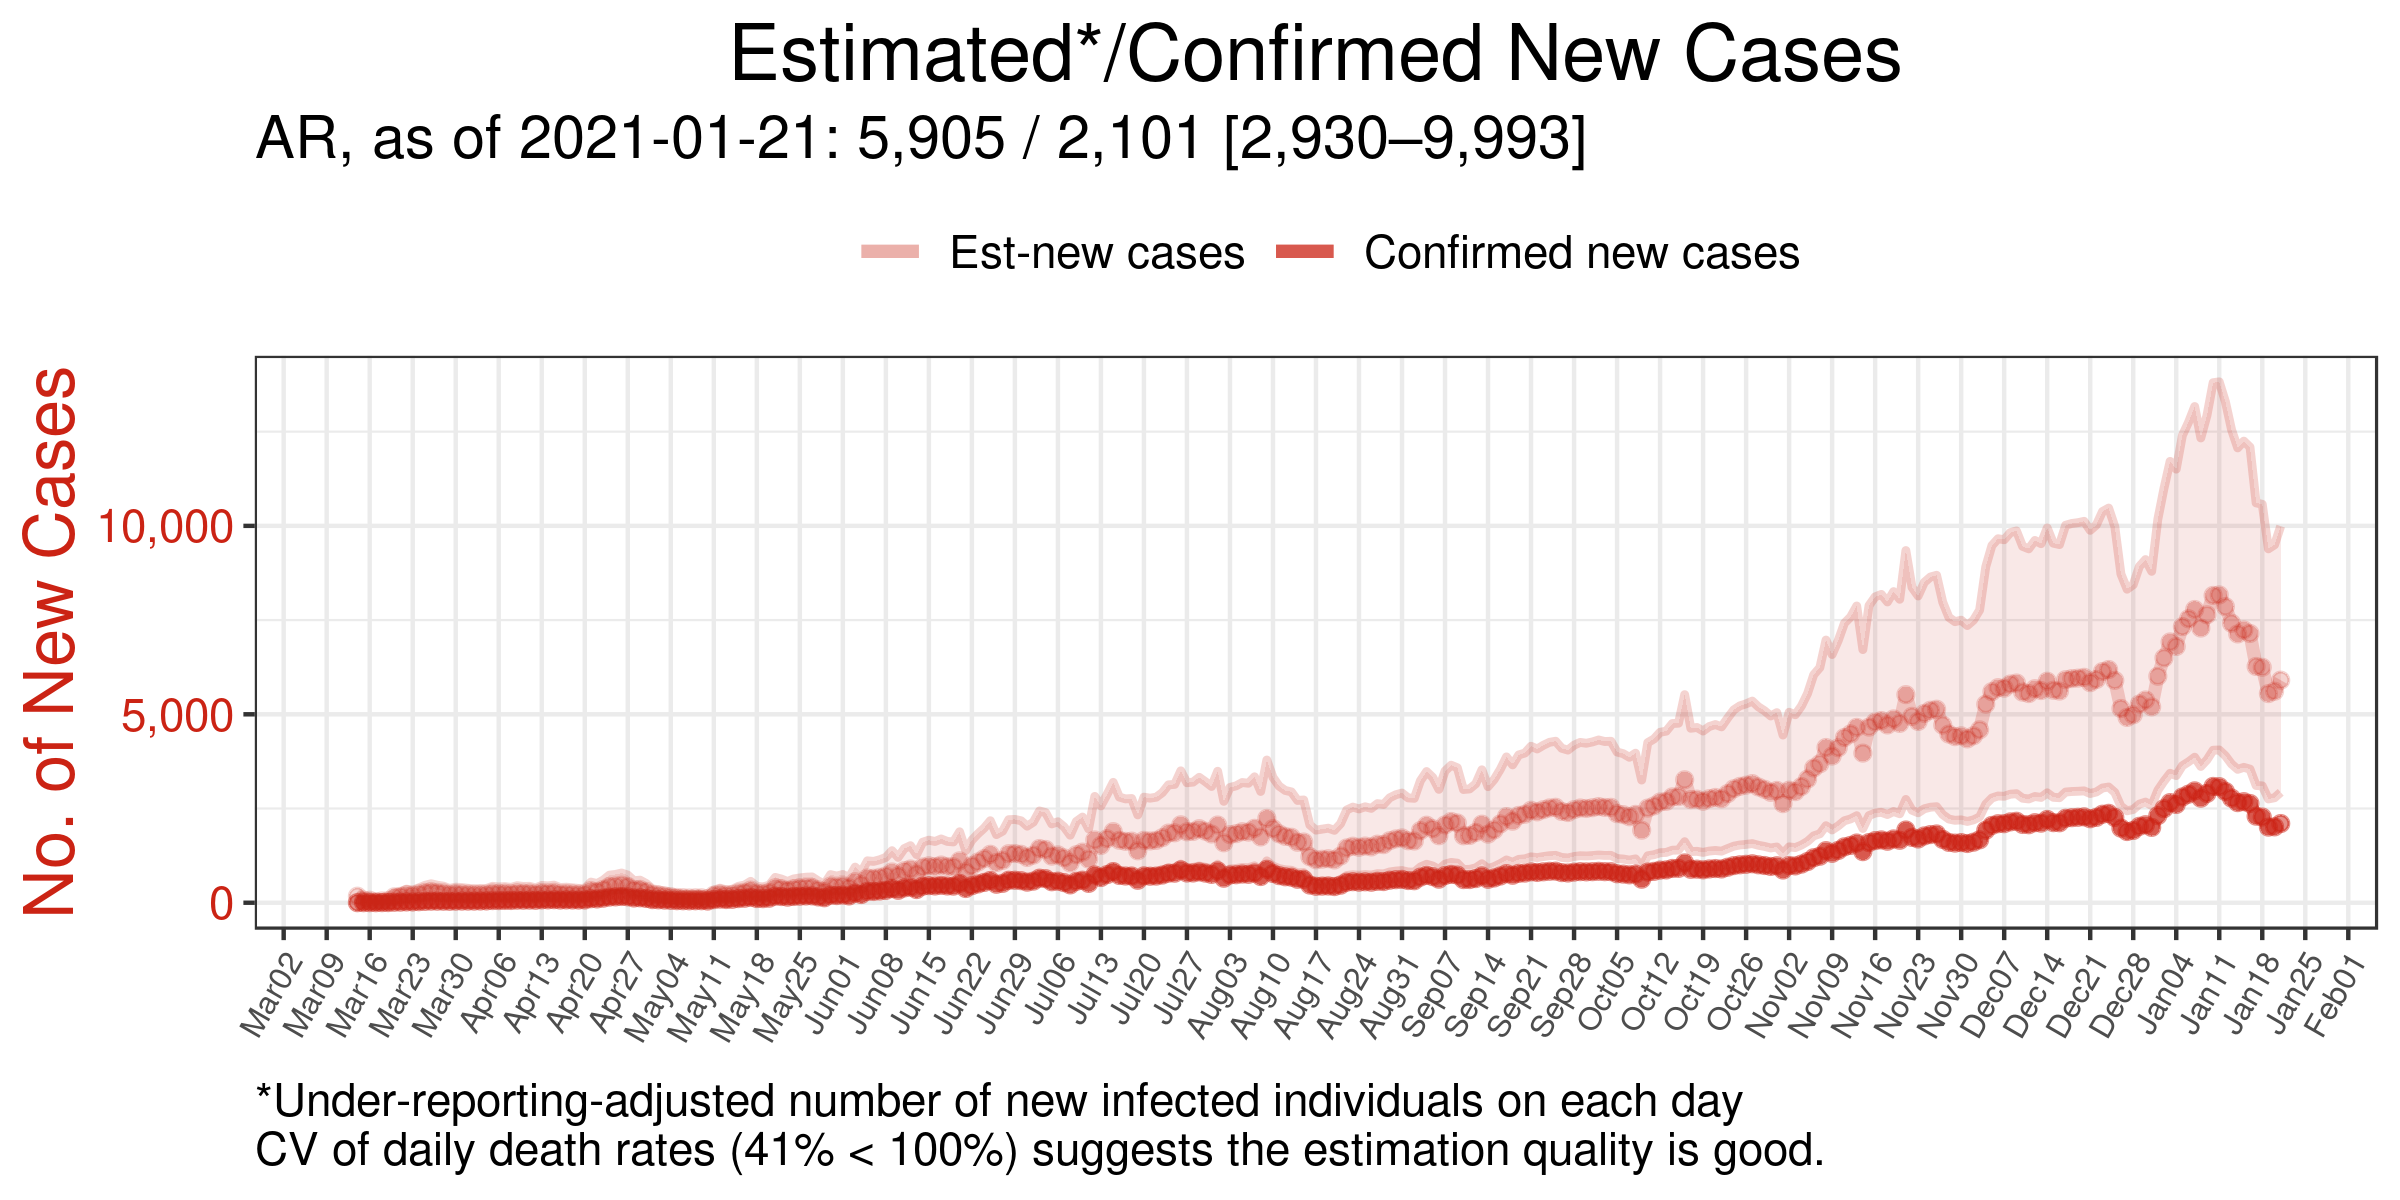 Estimated*/Confirmed New Cases
AR, as of 2021-01-21: 5,905 / 2,101 [2,930–9,993]
Est-new cases
Confirmed new cases
No. of New Cases
10,000
5,000
0
Mar02
Mar09
Mar16
Mar23
Mar30
Apr06
Apr13
Apr20
Apr27
May04
May11
May18
May25
Jun01
Jun08
Jun15
Jun22
Jun29
Jul06
Jul13
Jul20
Jul27
Aug03
Aug10
Aug17
Aug24
Aug31
Sep07
Sep14
Sep21
Sep28
Oct05
Oct12
Oct19
Oct26
Nov02
Nov09
Nov16
Nov23
Nov30
Dec07
Dec14
Dec21
Dec28
Jan04
Jan11
Jan18
Jan25
Feb01
*Under-reporting-adjusted number of new infected individuals on each day
CV of daily death rates (41% < 100%) suggests the estimation quality is good.